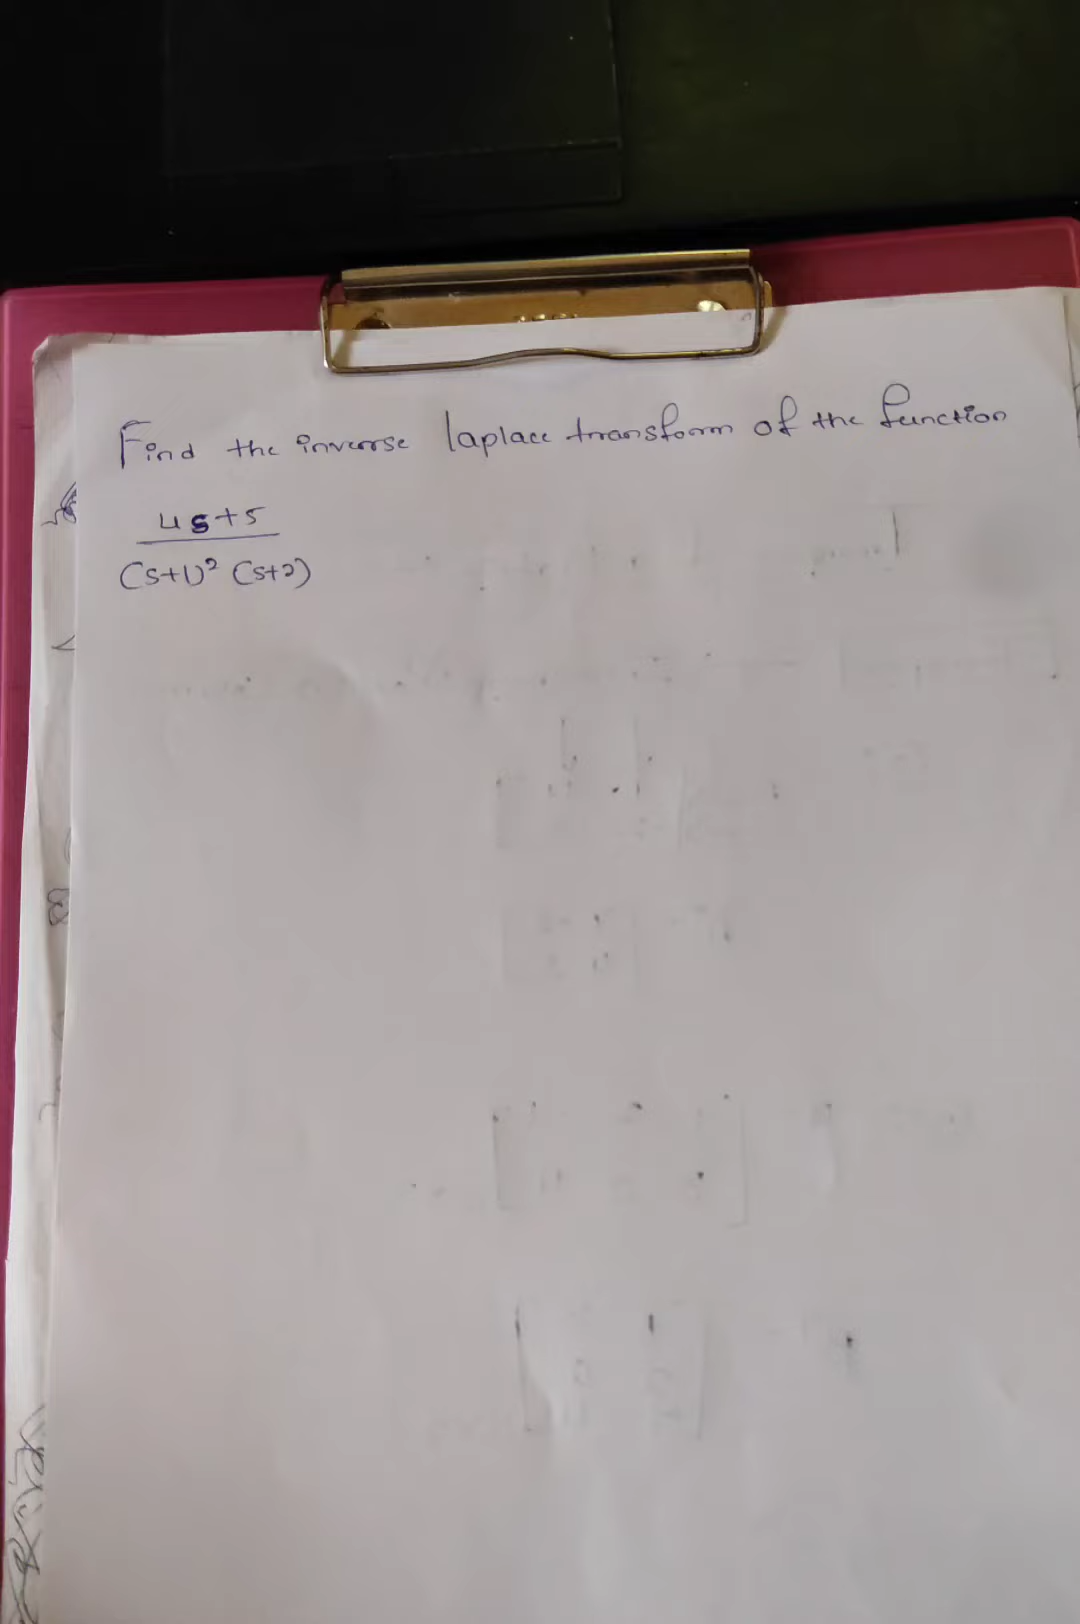 Find the inverse laplace transform of the function
4s+5
(s+1)² (s+2)